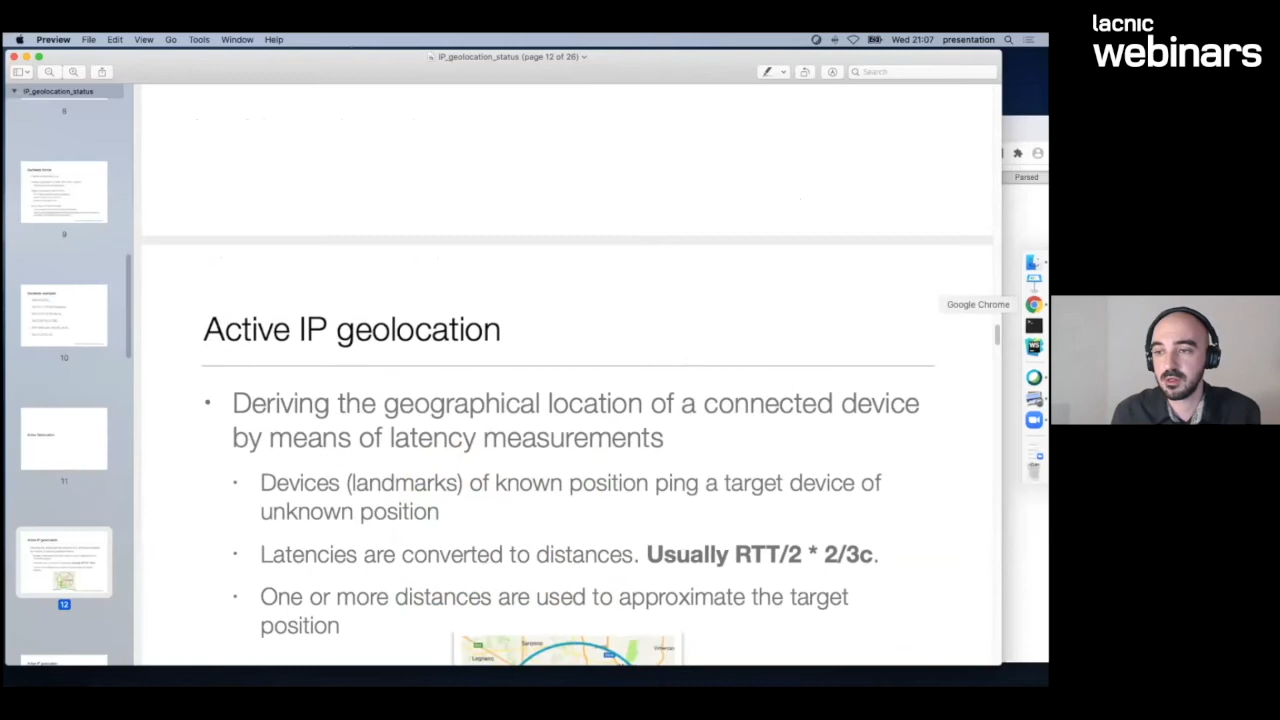 lacnic
webinars
Preview File Edit View Go Tools Window Help
Wed 21:07 presentation
IP_geolocation_status (page 12 of 26)
Search
IP_geolocation_status
8
9
10
11
12
Parsed
Google Chrome
Active IP geolocation
• Deriving the geographical location of a connected device
by means of latency measurements
• Devices (landmarks) of known position ping a target device of
unknown position
• Latencies are converted to distances. Usually RTT/2 * 2/3c.
• One or more distances are used to approximate the target
position
Saronno
Legnano